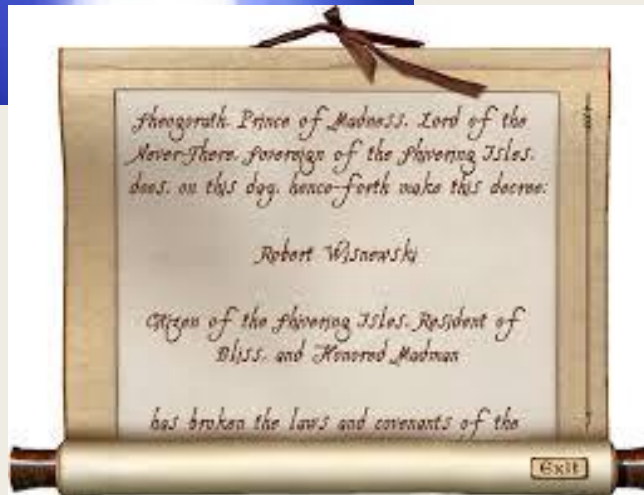 Sheogorath. Prince of Madness. Lord of the
Never-There. Sovereign of the Shivering Isles.
does. on this day. hence-forth make this decree:
Robert Wisnewski
Citizen of the Shivering Isles. Resident of
Bliss. and Honored Madman
has broken the laws and covenants of the
Exit